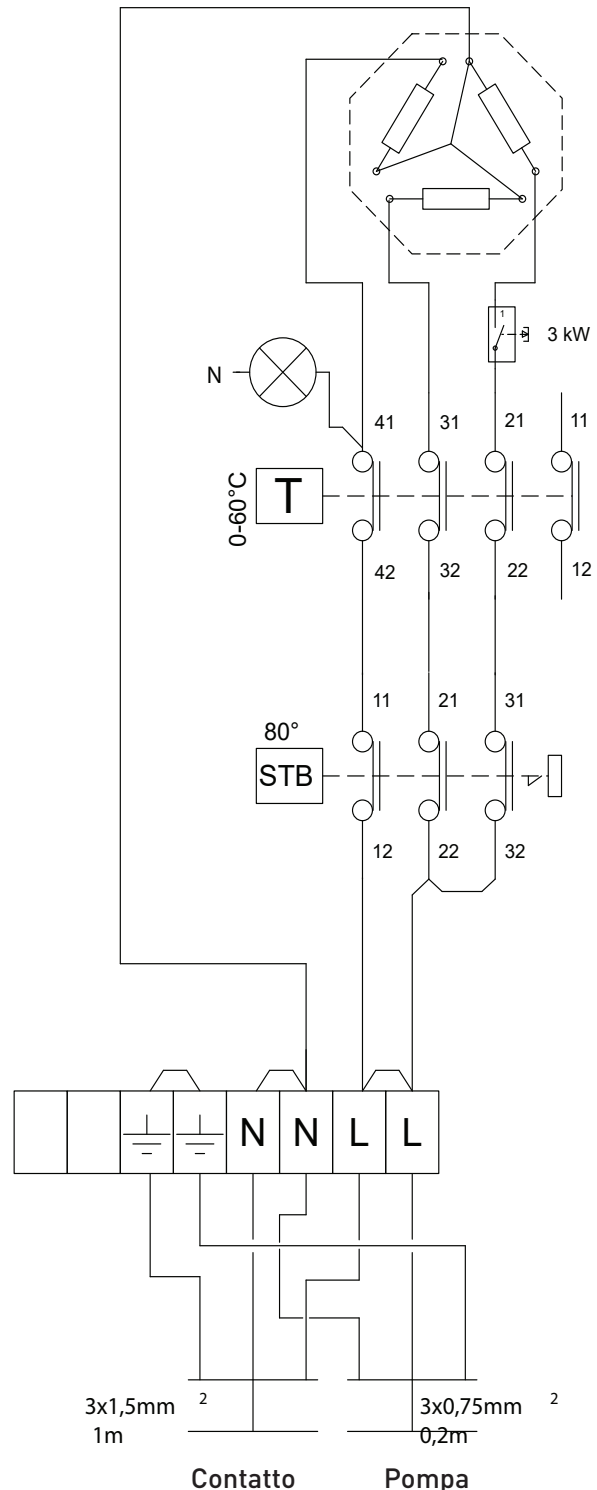 1
3 kW
N
41 31 21 11
0-60°C
T
42 32 22 12
11 21 31
80°
STB
12 22 32
N N L L
3x1,5mm 2
1m
3x0,75mm 2
0,2m
Contatto Pompa